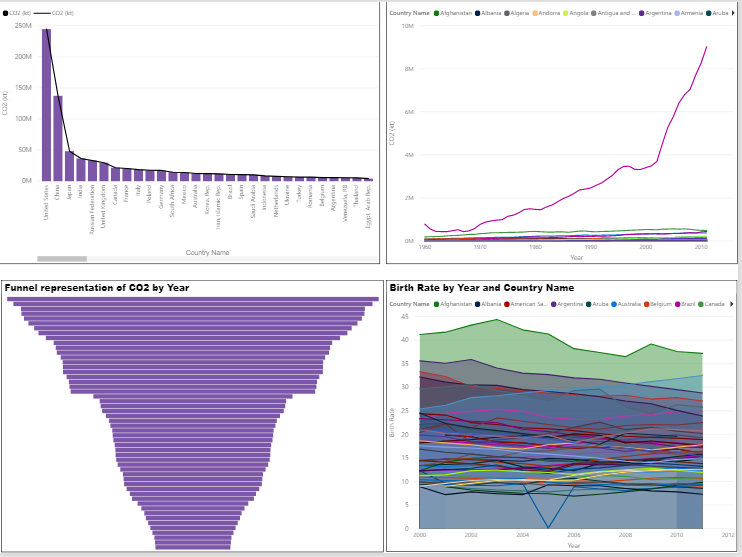 CO2 (kt) CO2 (kt)
250M
200M
150M
100M
50M
0M
CO2 (kt)
United States
China
Japan
India
Russian Federation
United Kingdom
Canada
France
Italy
Poland
Germany
South Africa
Mexico
Australia
Korea, Rep.
Iran, Islamic Rep.
Brazil
Spain
Saudi Arabia
Indonesia
Netherlands
Ukraine
Turkey
Romania
Belgium
Argentina
Venezuela, RB
Thailand
Egypt, Arab Rep.
Country Name
Country Name Afghanistan Albania Algeria Andorra Angola Antigua and ... Argentina Armenia Aruba
10M
8M
6M
4M
2M
0M
CO2 (kt)
1960 1970 1980 1990 2000 2010
Year
Funnel representation of CO2 by Year
Birth Rate by Year and Country Name
Country Name Afghanistan Albania American Sa... Argentina Aruba Australia Belgium Brazil Canada
45
40
35
30
25
20
15
10
5
0
Birth Rate
2000 2002 2004 2006 2008 2010 2012
Year